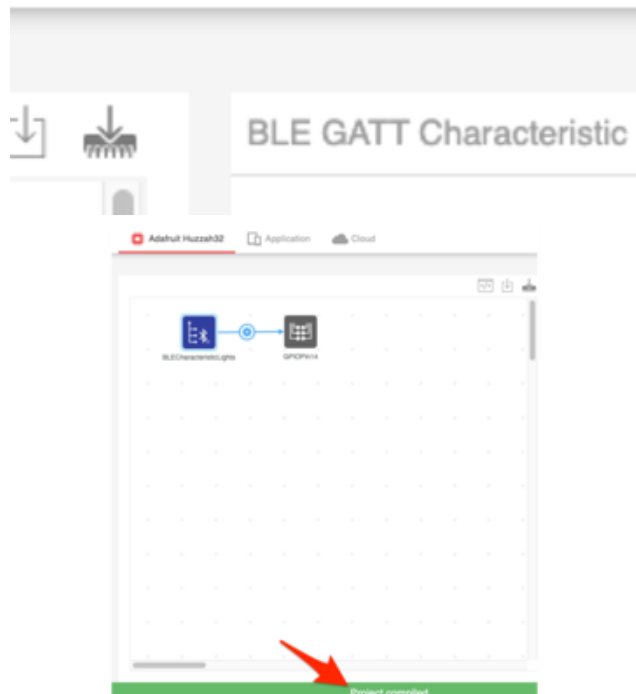 BLE GATT Characteristic
Adafruit Huzzah32 Application Cloud
BLECharacteristicLights GPIOPin14
Project compiled